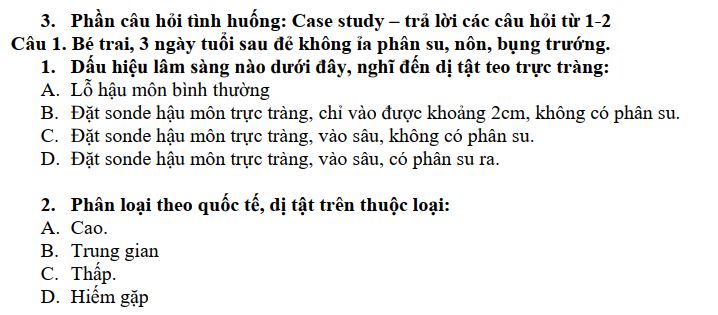 3. Phần câu hỏi tình huống: Case study – trả lời các câu hỏi từ 1-2
Câu 1. Bé trai, 3 ngày tuổi sau đẻ không ỉa phân su, nôn, bụng trướng.
1. Dấu hiệu lâm sàng nào dưới đây, nghĩ đến dị tật teo trực tràng:
A. Lỗ hậu môn bình thường
B. Đặt sonde hậu môn trực tràng, chỉ vào được khoảng 2cm, không có phân su.
C. Đặt sonde hậu môn trực tràng, vào sâu, không có phân su.
D. Đặt sonde hậu môn trực tràng, vào sâu, có phân su ra.
2. Phân loại theo quốc tế, dị tật trên thuộc loại:
A. Cao.
B. Trung gian
C. Thấp.
D. Hiếm gặp